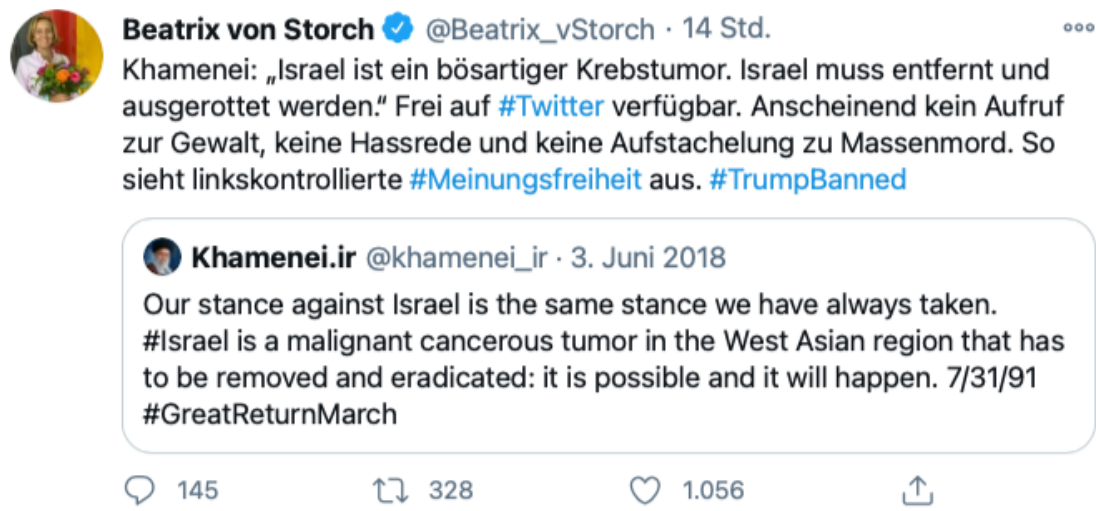 Beatrix von Storch @Beatrix_vStorch · 14 Std.
Khamenei: „Israel ist ein bösartiger Krebstumor. Israel muss entfernt und
ausgerottet werden.“ Frei auf #Twitter verfügbar. Anscheinend kein Aufruf
zur Gewalt, keine Hassrede und keine Aufstachelung zu Massenmord. So
sieht linkskontrollierte #Meinungsfreiheit aus. #TrumpBanned
Khamenei.ir @khamenei_ir · 3. Juni 2018
Our stance against Israel is the same stance we have always taken.
#Israel is a malignant cancerous tumor in the West Asian region that has
to be removed and eradicated: it is possible and it will happen. 7/31/91
#GreatReturnMarch
145 328 1.056